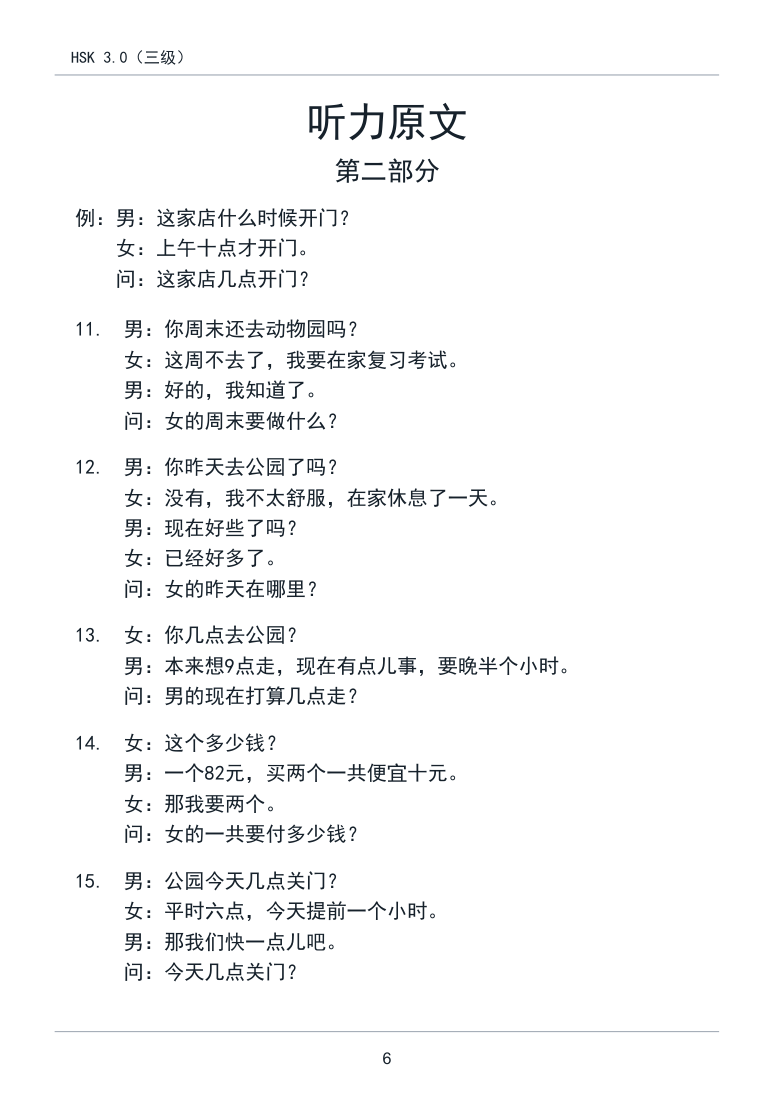 HSK 3.0（三级）
听力原文
第二部分
例：男：这家店什么时候开门？
女：上午十点才开门。
问：这家店几点开门？
11. 男：你周末还去动物园吗？
女：这周不去了，我要在家复习考试。
男：好的，我知道了。
问：女的周末要做什么？
12. 男：你昨天去公园了吗？
女：没有，我不太舒服，在家休息了一天。
男：现在好些了吗？
女：已经好多了。
问：女的昨天在哪里？
13. 女：你几点去公园？
男：本来想9点走，现在有点儿事，要晚半个小时。
问：男的现在打算几点走？
14. 女：这个多少钱？
男：一个82元，买两个一共便宜十元。
女：那我要两个。
问：女的一共要付多少钱？
15. 男：公园今天几点关门？
女：平时六点，今天提前一个小时。
男：那我们快一点儿吧。
问：今天几点关门？
6